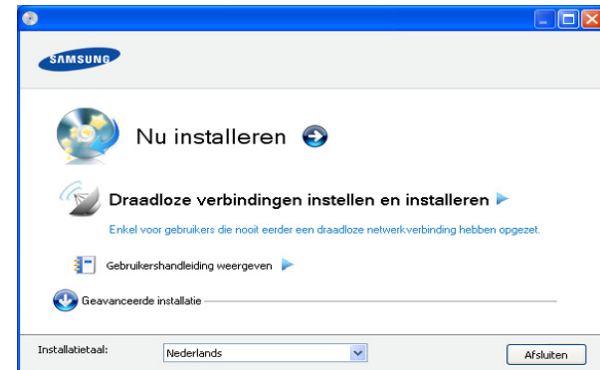 SAMSUNG
Nu installeren
Draadloze verbindingen instellen en installeren
Enkel voor gebruikers die nooit eerder een draadloze netwerkverbinding hebben opgezet.
Gebruikershandleiding weergeven
Geavanceerde installatie
Installatietaal: Nederlands Afsluiten